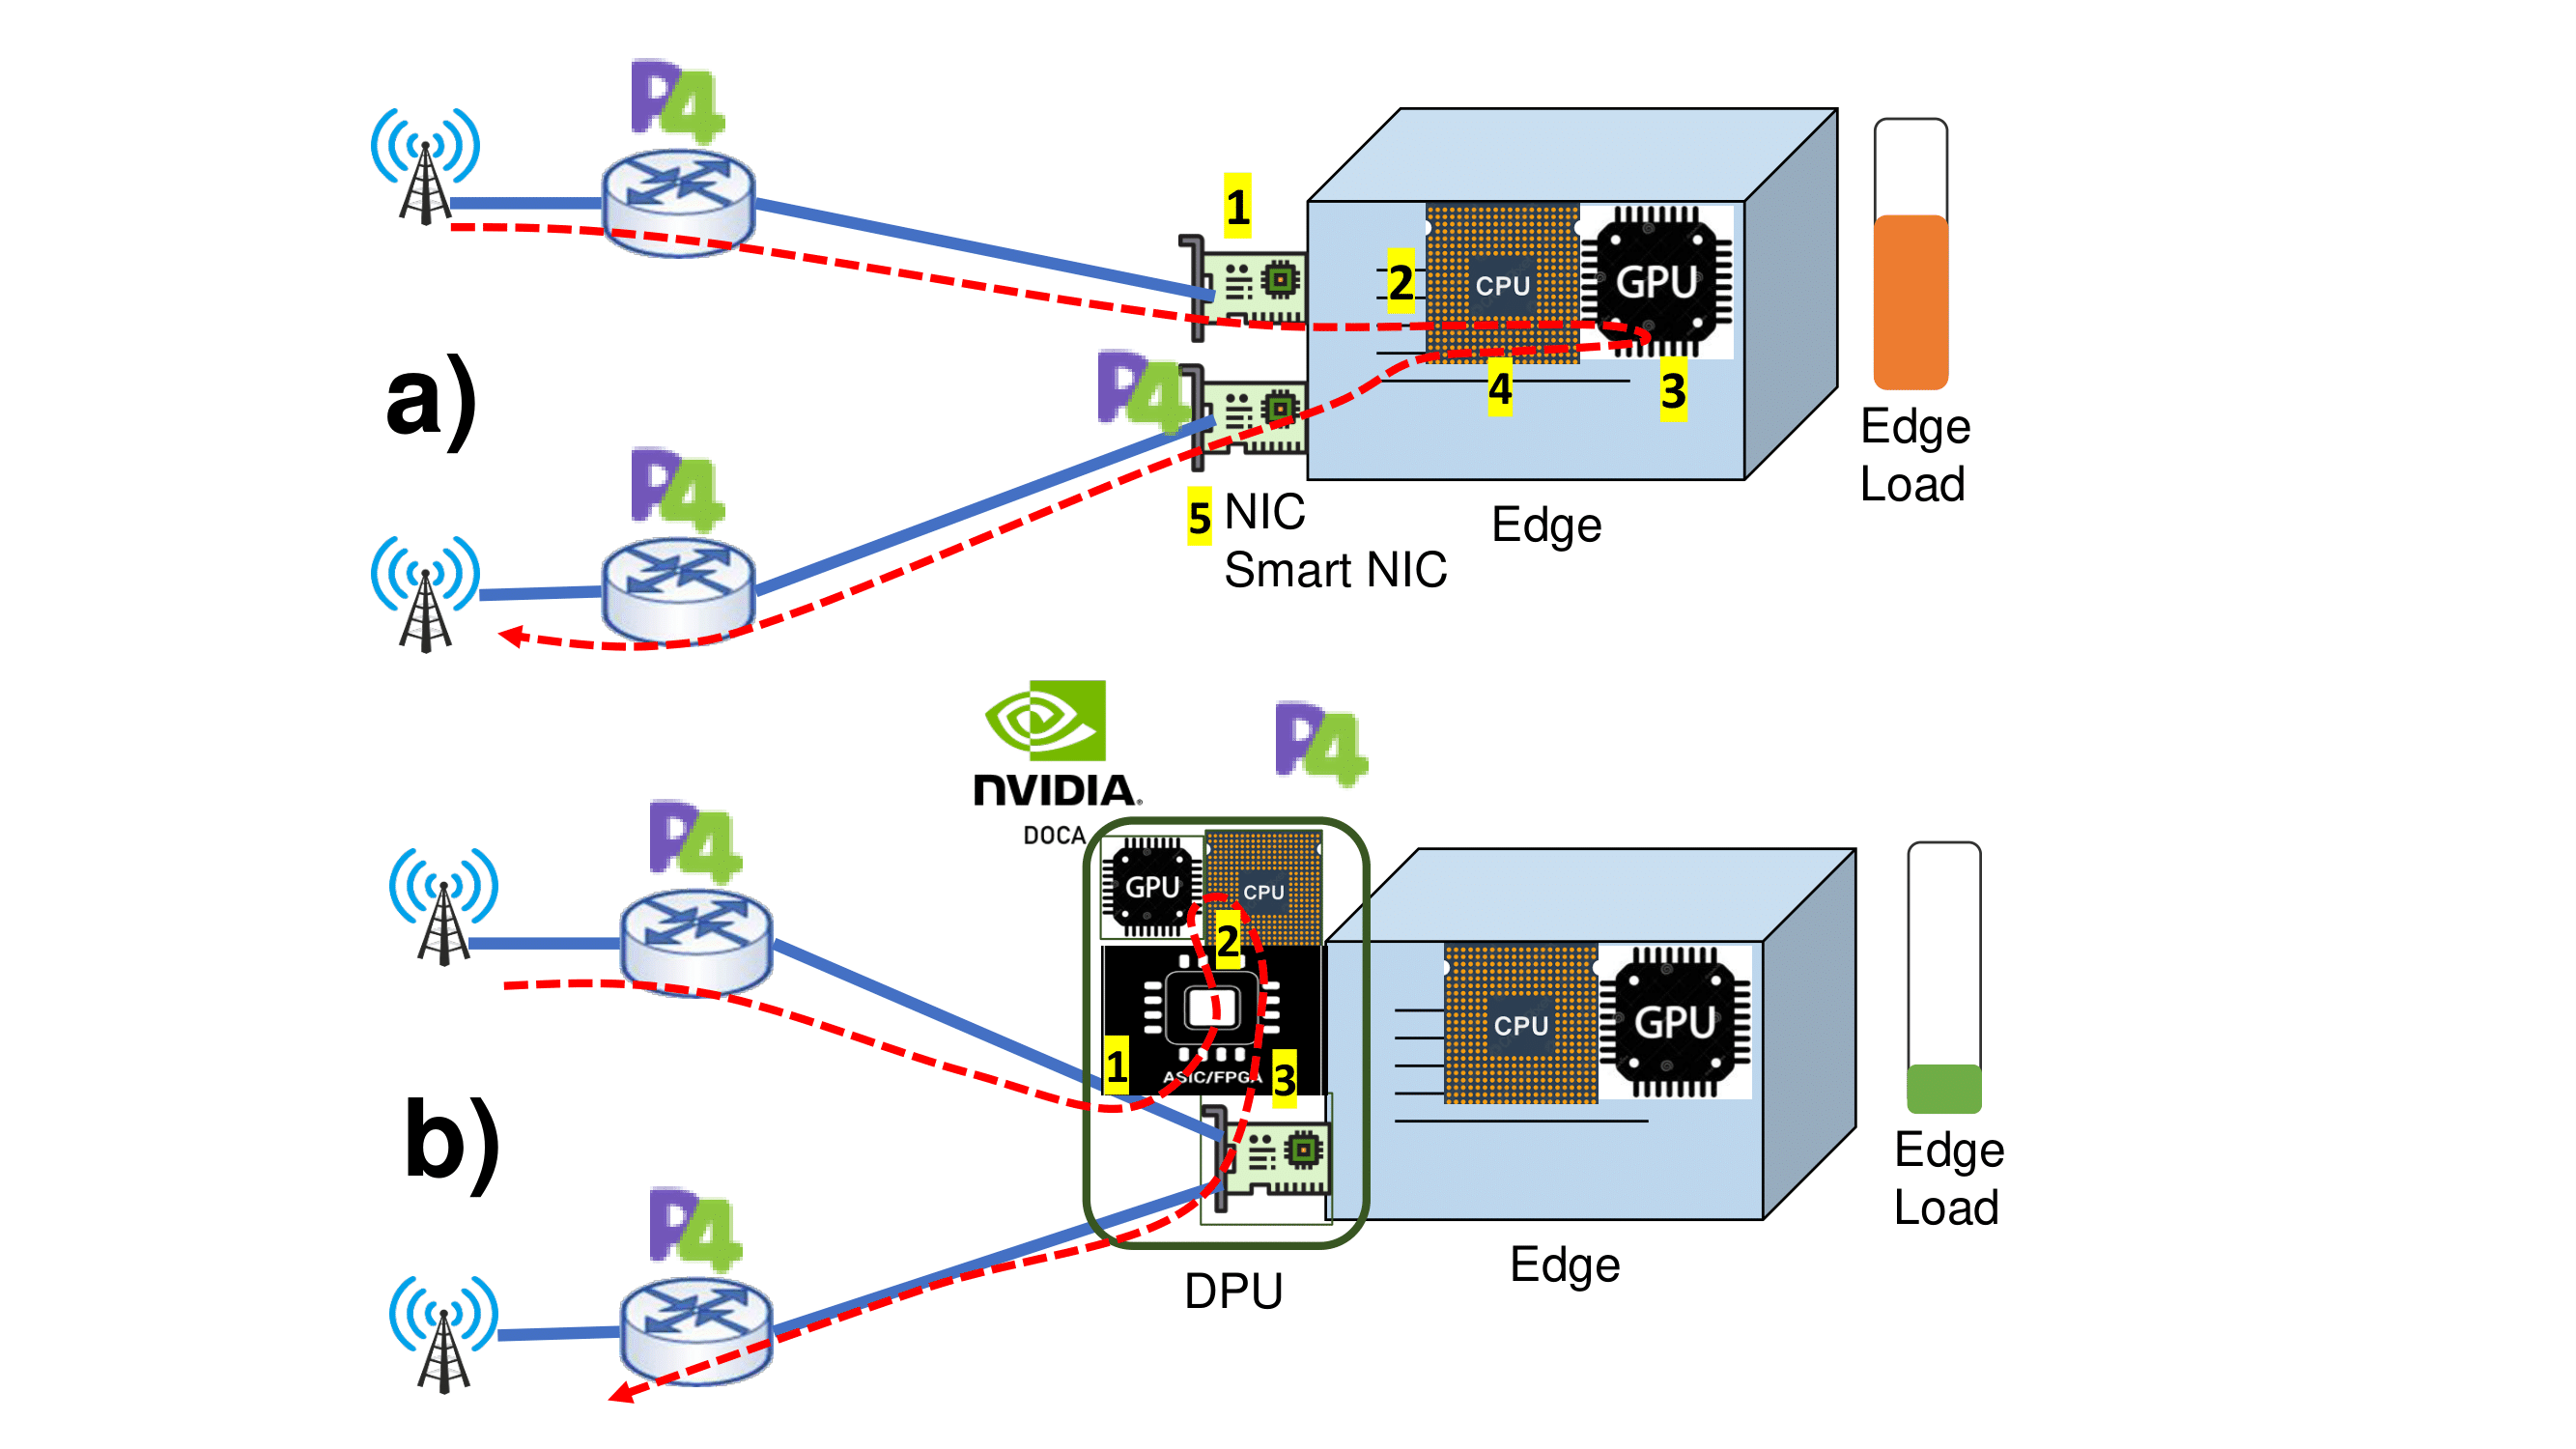 P4
1
2
CPU
GPU
4
3
a)
P4
P4
5 NIC
Smart NIC
Edge
Edge
Load
NVIDIA.
DOCA
P4
P4
GPU
CPU
2
1
ASIC/FPGA
3
CPU
GPU
b)
P4
DPU
Edge
Edge
Load